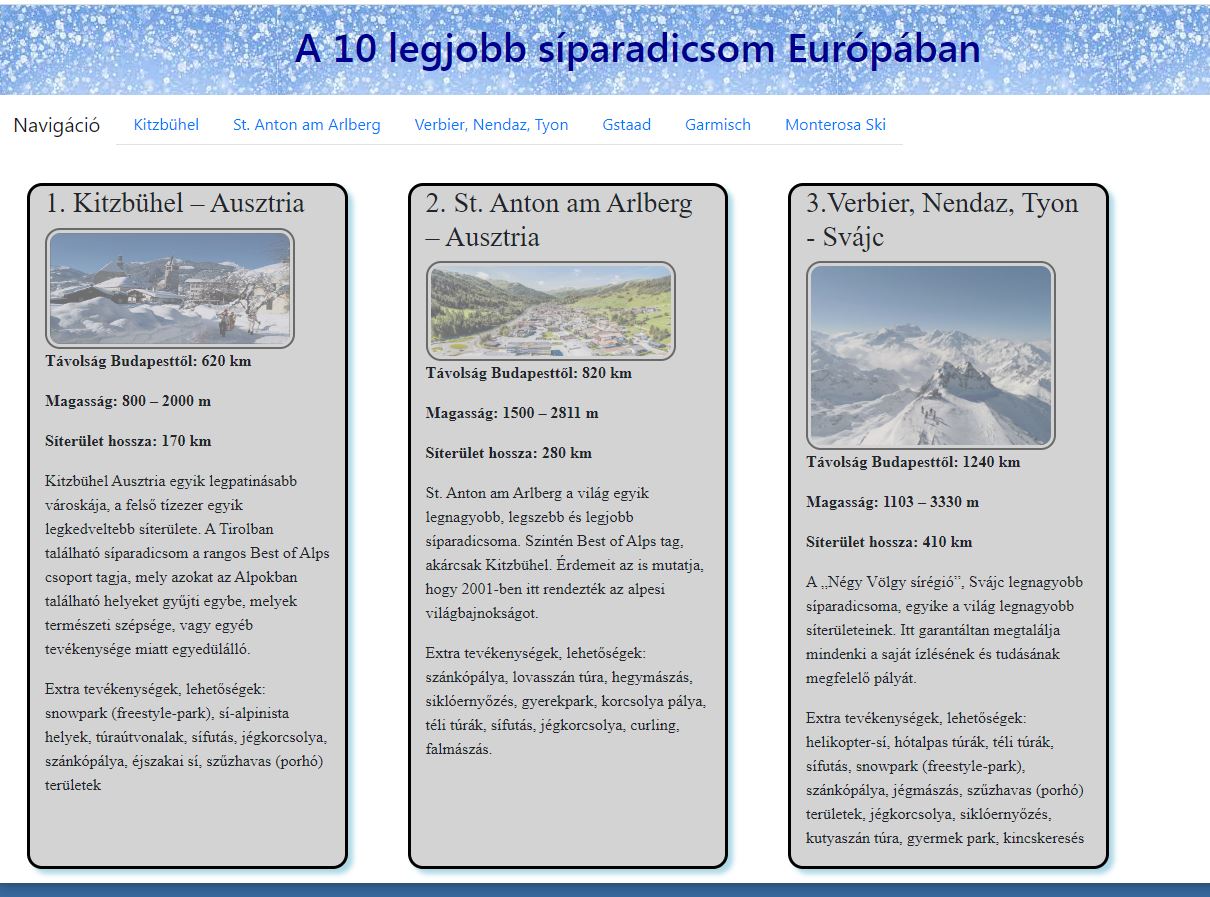 A 10 legjobb síparadicsom Európában
Navigáció Kitzbühel St. Anton am Arlberg Verbier, Nendaz, Tyon Gstaad Garmisch Monterosa Ski
1. Kitzbühel – Ausztria
Távolság Budapesttől: 620 km
Magasság: 800 – 2000 m
Síterület hossza: 170 km
Kitzbühel Ausztria egyik legpatinásabb
városkája, a felső tízezer egyik
legkedveltebb síterülete. A Tirolban
található síparadicsom a rangos Best of Alps
csoport tagja, mely azokat az Alpokban
található helyeket gyűjti egybe, melyek
természeti szépsége, vagy egyéb
tevékenysége miatt egyedülálló.
Extra tevékenységek, lehetőségek:
snowpark (freestyle-park), sí-alpinista
helyek, túraútvonalak, sífutás, jégkorcsolya,
szánkópálya, éjszakai sí, szűzhavas (porhó)
területek
2. St. Anton am Arlberg
– Ausztria
Távolság Budapesttől: 820 km
Magasság: 1500 – 2811 m
Síterület hossza: 280 km
St. Anton am Arlberg a világ egyik
legnagyobb, legszebb és legjobb
síparadicsoma. Szintén Best of Alps tag,
akárcsak Kitzbühel. Érdemeit az is mutatja,
hogy 2001-ben itt rendezték az alpesi
világbajnokságot.
Extra tevékenységek, lehetőségek:
szánkópálya, lovasszán túra, hegymászás,
siklóernyőzés, gyerekpark, korcsolya pálya,
téli túrák, sífutás, jégkorcsolya, curling,
falmászás.
3.Verbier, Nendaz, Tyon
- Svájc
Távolság Budapesttől: 1240 km
Magasság: 1103 – 3330 m
Síterület hossza: 410 km
A „Négy Völgy sírégió”, Svájc legnagyobb
síparadicsoma, egyike a világ legnagyobb
síterületeinek. Itt garantáltan megtalálja
mindenki a saját ízlésének és tudásának
megfelelő pályát.
Extra tevékenységek, lehetőségek:
helikopter-sí, hótalpas túrák, téli túrák,
sífutás, snowpark (freestyle-park),
szánkópálya, jégmászás, szűzhavas (porhó)
területek, jégkorcsolya, siklóernyőzés,
kutyaszán túra, gyermek park, kincskeresés